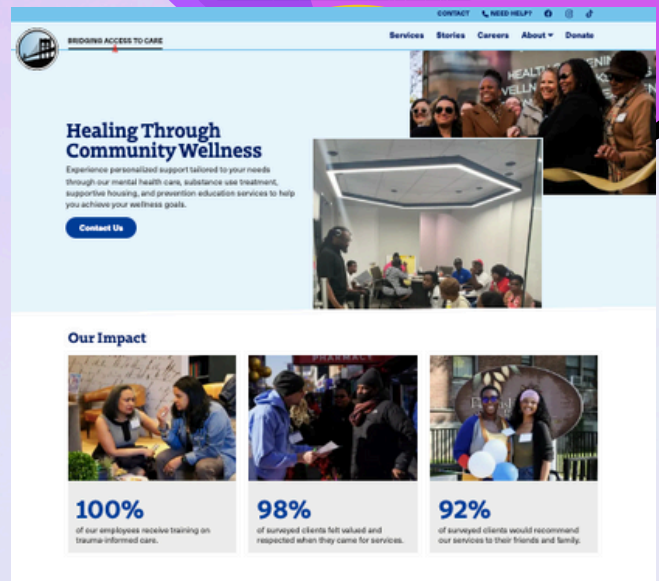 CONTACT NEED HELP?
BRIDGING ACCESS TO CARE
Services Stories Careers About Donate
HEALTH
Healing Through
Community Wellness
Experience personalized support tailored to your needs
through our mental health care, substance use treatment,
supportive housing, and prevention education services to help
you achieve your wellness goals.
Contact Us
Our Impact
PHARMACY
100%
of our employees receive training on
trauma-informed care.
98%
of surveyed clients felt valued and
respected when they came for services.
92%
of surveyed clients would recommend
our services to their friends and family.